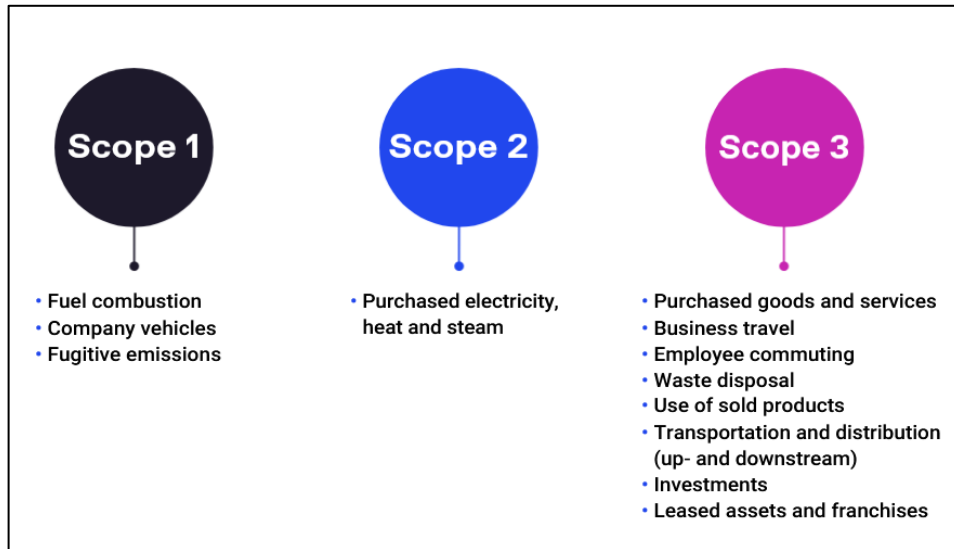 Scope 1
• Fuel combustion
• Company vehicles
• Fugitive emissions
Scope 2
• Purchased electricity,
heat and steam
Scope 3
• Purchased goods and services
• Business travel
• Employee commuting
• Waste disposal
• Use of sold products
• Transportation and distribution
(up- and downstream)
• Investments
• Leased assets and franchises